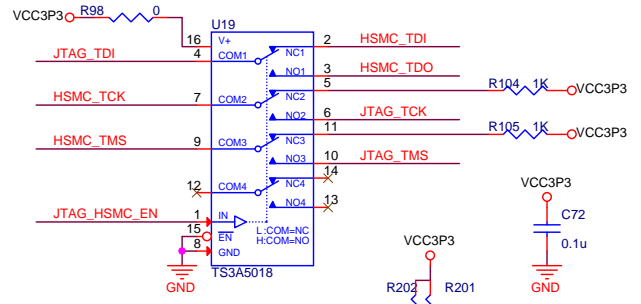 VCC3P3 R98 0 U19
16 V+ 2 HSMC_TDI
JTAG_TDI 4 COM1 NC1
NO1 3 HSMC_TDO
5 R104 1K VCC3P3
HSMC_TCK 7 COM2 NC2
NO2 6 JTAG_TCK
11 R105 1K VCC3P3
HSMC_TMS 9 COM3 NC3
NO3 10 JTAG_TMS
14
12 COM4 NC4
NO4 13
JTAG_HSMC_EN 1 IN
15 EN L:COM=NC
8 GND H:COM=NO
GND TS3A5018
VCC3P3
C72
0.1u
GND
VCC3P3
R202 R201